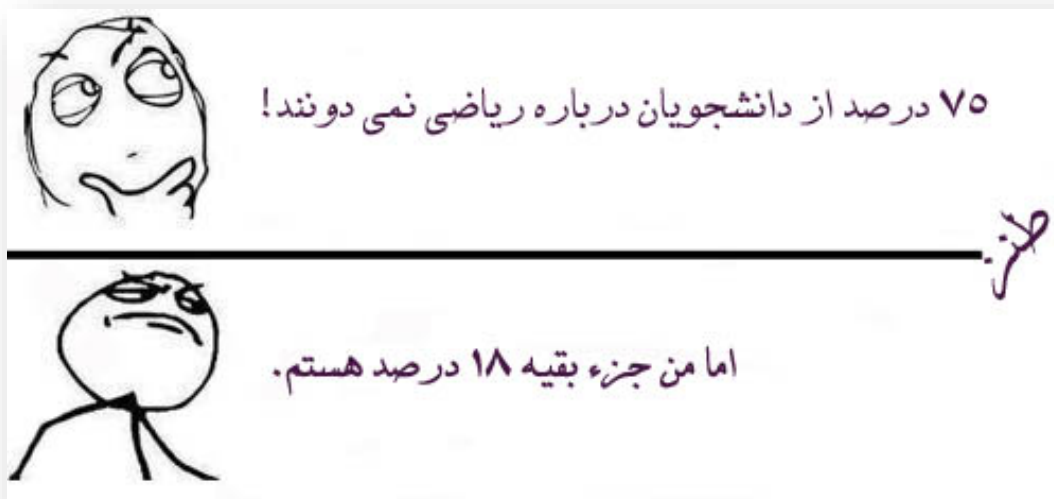 ۷۵ درصد از دانشجویان درباره ریاضی نمی دونند!
طنز
اما من جزء بقیه ۱۸ درصد هستم.